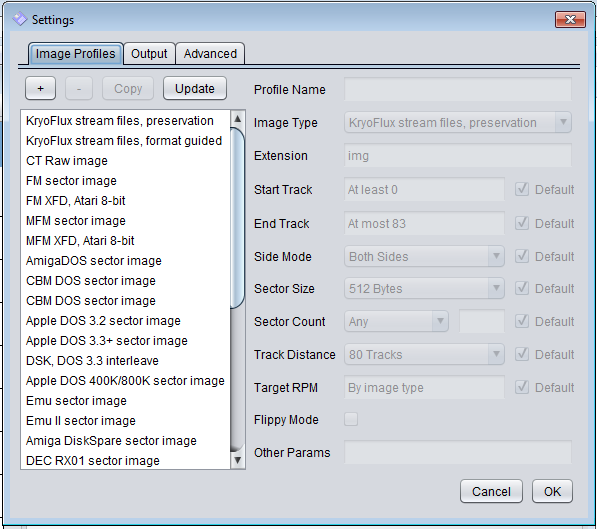 Settings
Image Profiles Output Advanced
+ - Copy Update
KryoFlux stream files, preservation
KryoFlux stream files, format guided
CT Raw image
FM sector image
FM XFD, Atari 8-bit
MFM sector image
MFM XFD, Atari 8-bit
AmigaDOS sector image
CBM DOS sector image
CBM DOS sector image
Apple DOS 3.2 sector image
Apple DOS 3.3+ sector image
DSK, DOS 3.3 interleave
Apple DOS 400K/800K sector image
Emu sector image
Emu II sector image
Amiga DiskSpare sector image
DEC RX01 sector image
Profile Name
Image Type KryoFlux stream files, preservation
Extension img
Start Track At least 0 Default
End Track At most 83 Default
Side Mode Both Sides Default
Sector Size 512 Bytes Default
Sector Count Any Default
Track Distance 80 Tracks Default
Target RPM By image type Default
Flippy Mode
Other Params
Cancel OK